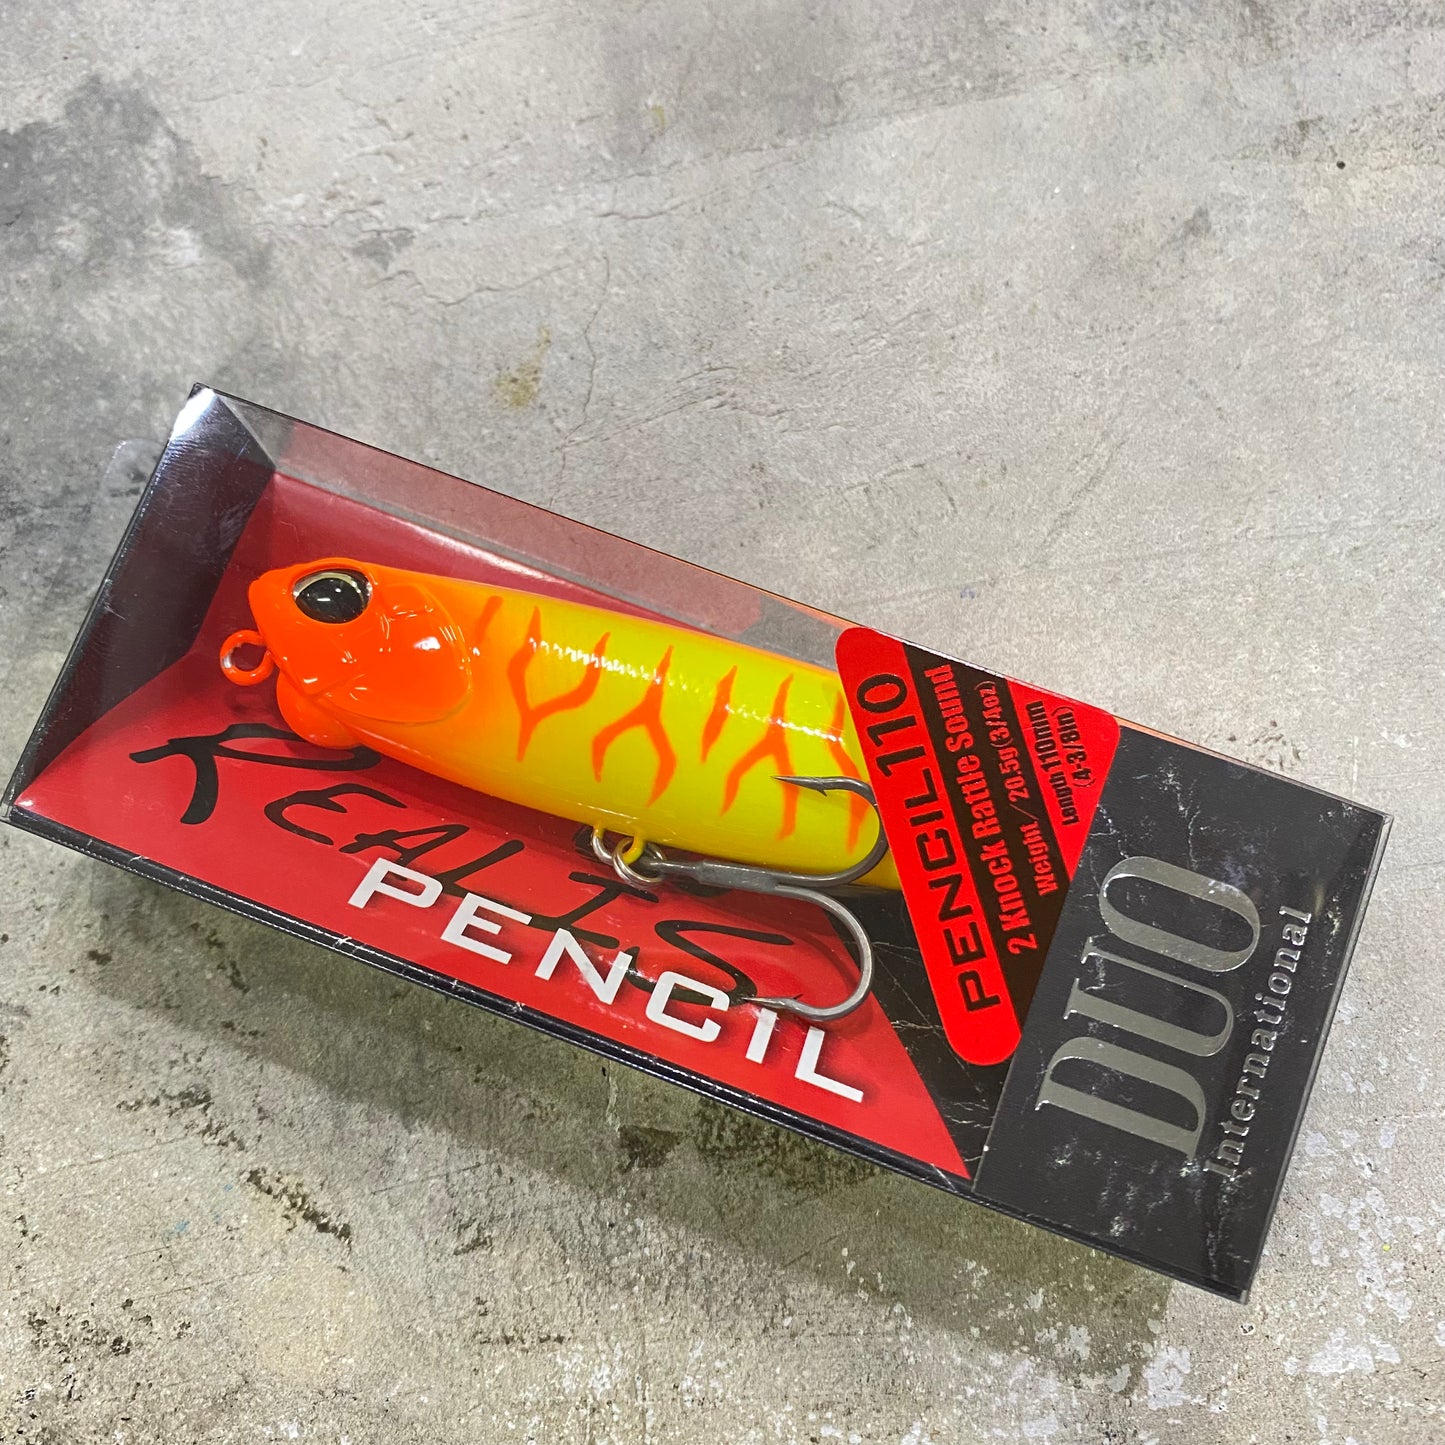 REALIS
PENCIL
PENCIL 110
2 Knock Rattle Sound
Weight / 20.5g(3/4oz)
Length 110mm
(4-3/8in)
DUO
International